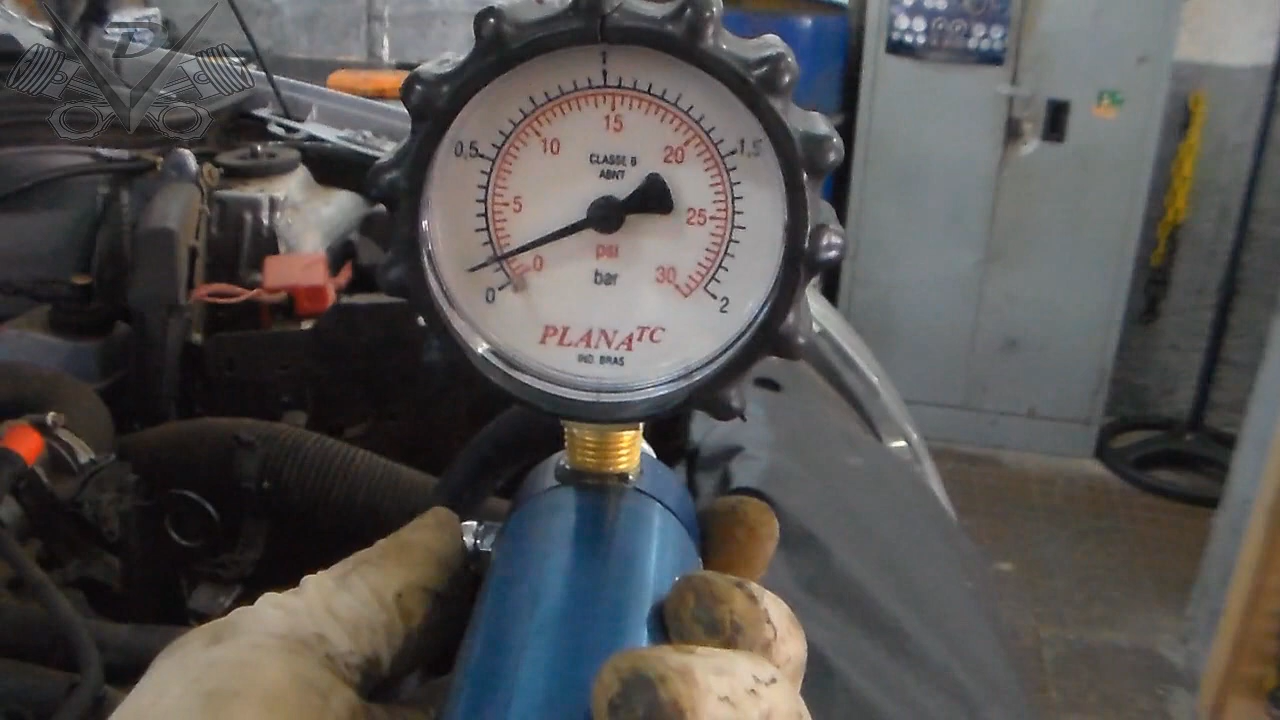 1
0,5
1,5
15
10
20
CLASSE B
ABNT
5
25
psi
0
30
bar
0
2
PLANATC
IND. BRAS